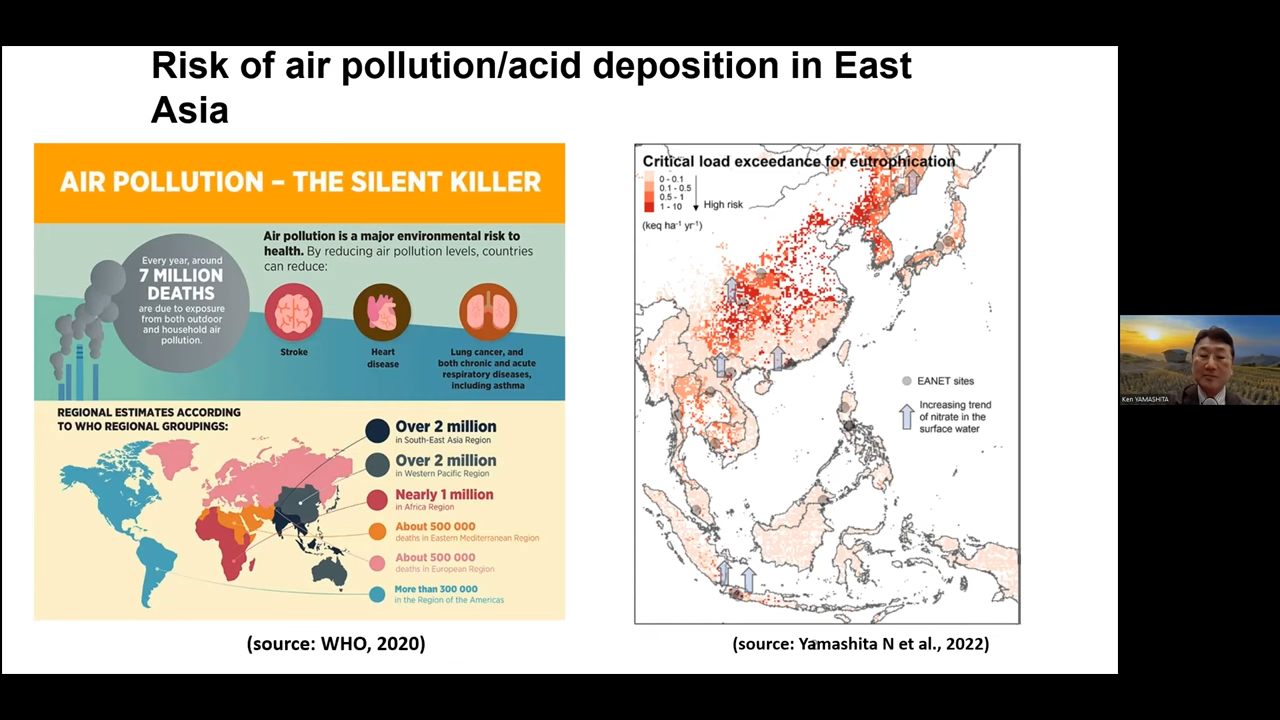 Risk of air pollution/acid deposition in East
Asia
AIR POLLUTION – THE SILENT KILLER
Every year, around
7 MILLION
DEATHS
are due to exposure
from both outdoor
and household air
pollution.
Air pollution is a major environmental risk to
health. By reducing air pollution levels, countries
can reduce:
Stroke
Heart
disease
Lung cancer, and
both chronic and acute
respiratory diseases,
including asthma
REGIONAL ESTIMATES ACCORDING
TO WHO REGIONAL GROUPINGS:
Over 2 million
in South-East Asia Region
Over 2 million
in Western Pacific Region
Nearly 1 million
in Africa Region
About 500 000
deaths in Eastern Mediterranean Region
About 500 000
deaths in European Region
More than 300 000
in the Region of the Americas
(source: WHO, 2020)
Critical load exceedance for eutrophication
0 - 0.1
0.1 - 0.5
0.5 - 1
1 - 10
High risk
(keq ha⁻¹ yr⁻¹)
EANET sites
Increasing trend
of nitrate in the
surface water
(source: Yamashita N et al., 2022)
Ken YAMASHITA